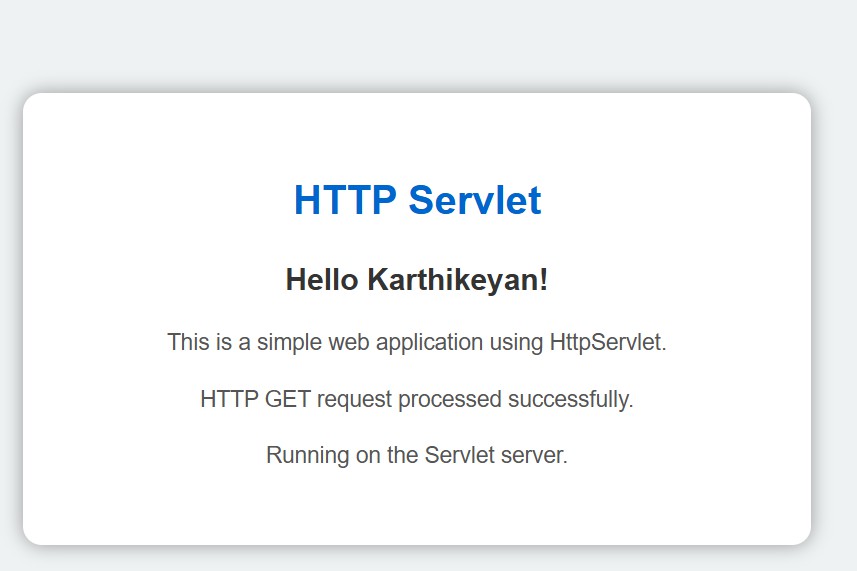 HTTP Servlet
Hello Karthikeyan!
This is a simple web application using HttpServlet.
HTTP GET request processed successfully.
Running on the Servlet server.